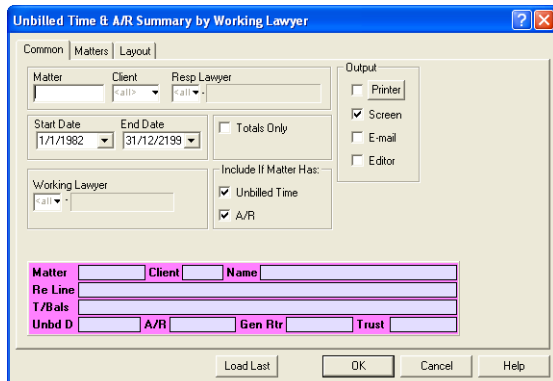 Unbilled Time & A/R Summary by Working Lawyer
Common Matters Layout
Matter Client Resp Lawyer
<all> <all> -
Output
Printer
Screen
E-mail
Editor
Start Date End Date
1/1/1982 31/12/2199
Totals Only
Working Lawyer
<all> -
Include If Matter Has:
Unbilled Time
A/R
Matter Client Name
Re Line
T/Bals
Unbd D A/R Gen Rtr Trust
Load Last OK Cancel Help